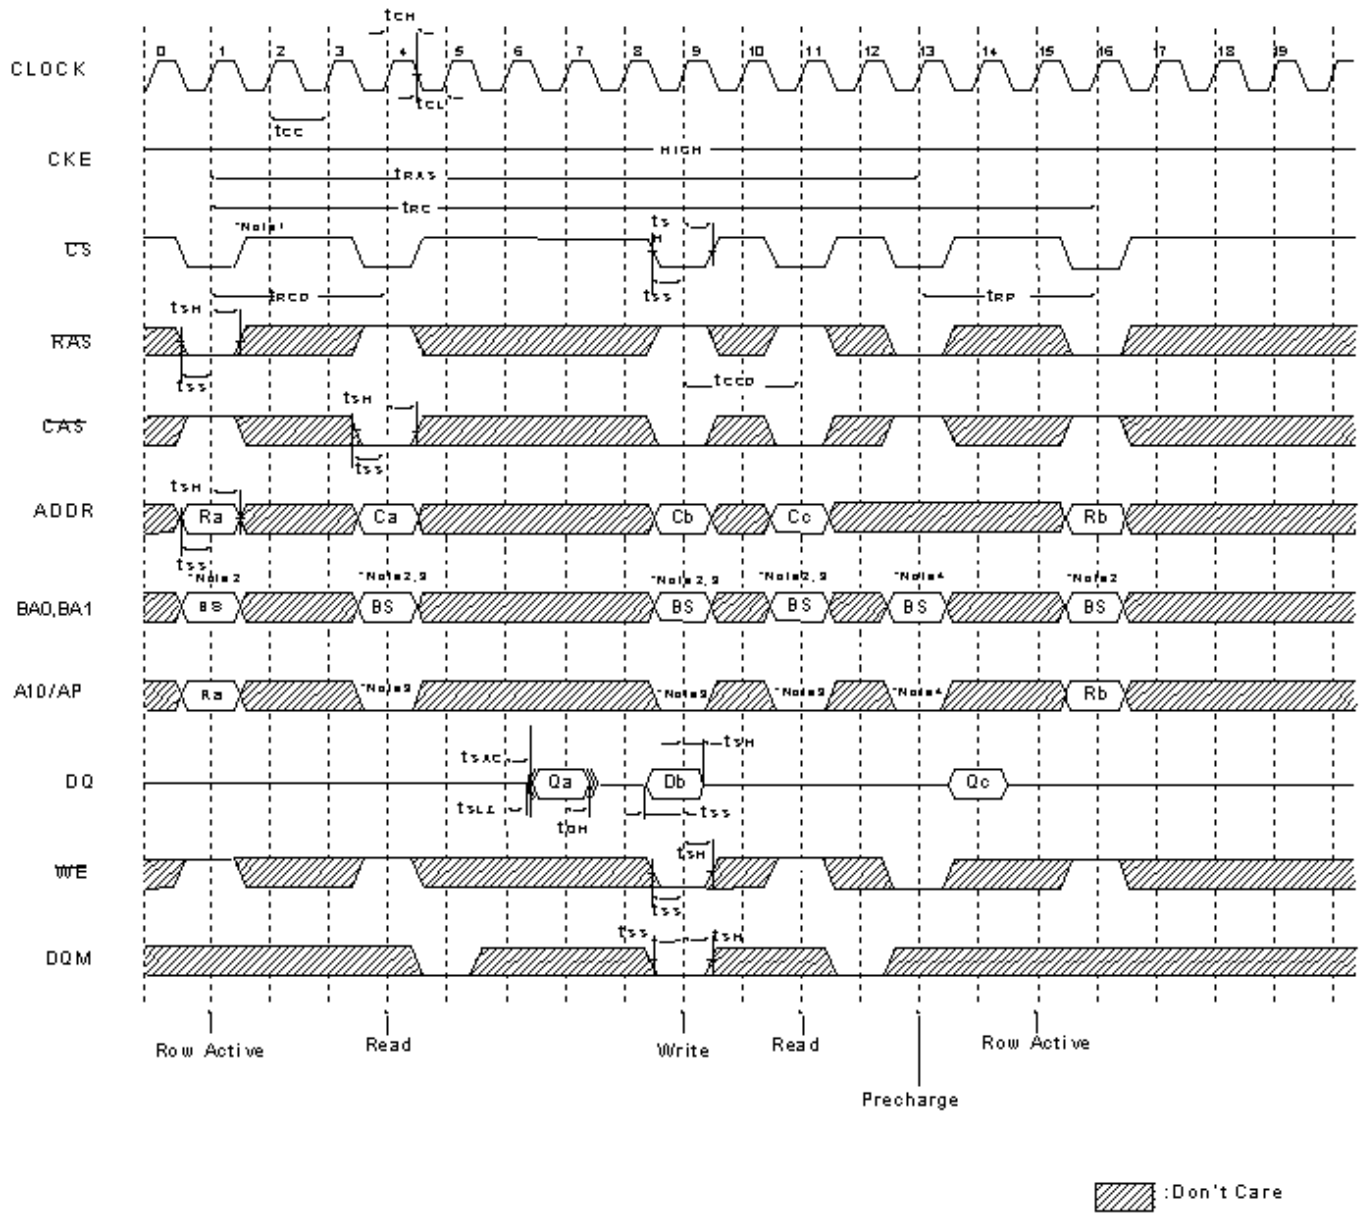 tCH
0 1 2 3 4 5 6 7 8 9 10 11 12 13 14 15 16 17 18 19
CLOCK
tCL
tCC
CKE
HIGH
tRAS
tRC
*Note1
tS
H
CS
tSS
tRCD
tRP
tSH
RAS
tSS
tCCD
tSH
CAS
tSS
tSH
ADDR
Ra Ca Cb Cc Rb
tSS
*Note2 *Note2,3 *Note2,3 *Note2,3 *Note4 *Note2
BA0,BA1
BS BS BS BS BS BS
A10/AP
Ra *Note3 *Note3 *Note3 *Note4 Rb
tSH
tSAC
DQ
Qa Db Qc
tSLZ
tSS
tOH
tSH
WE
tSS
tSS
tSH
DQM
Row Active Read Write Read Row Active
Precharge
:Don't Care